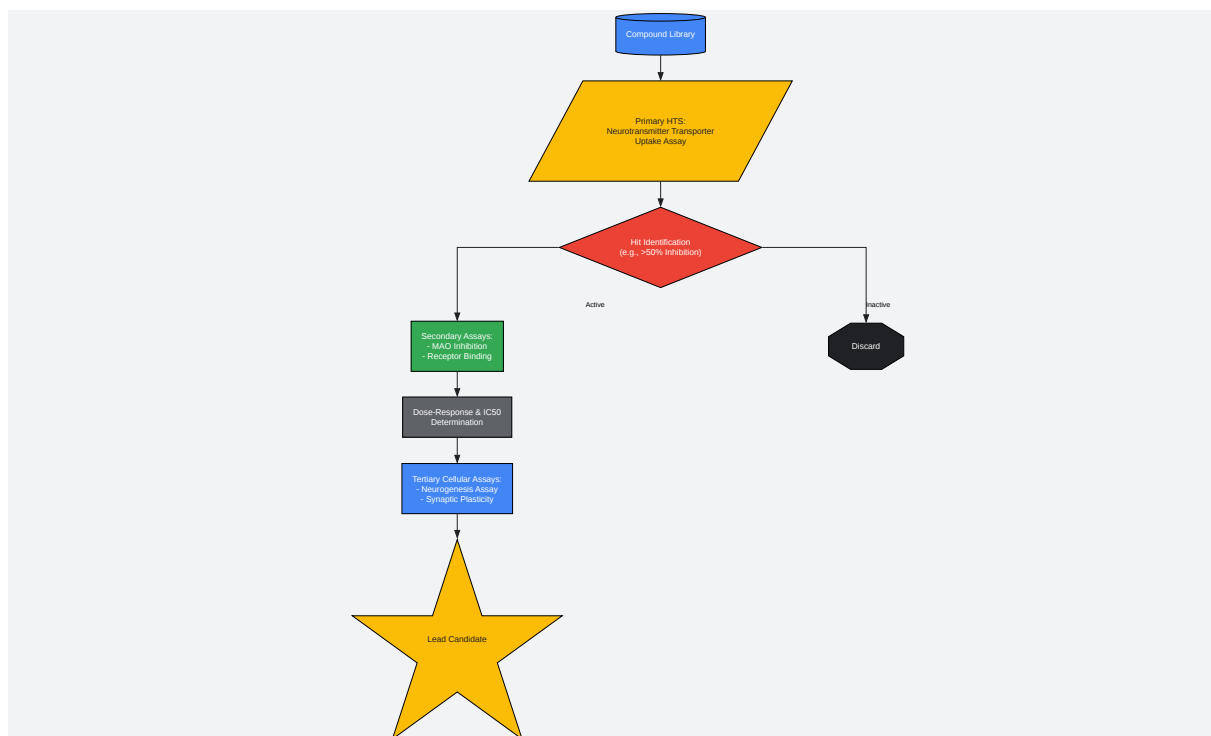 Compound Library
Primary HTS:
Neurotransmitter Transporter
Uptake Assay
Hit Identification
(e.g., >50% Inhibition)
Active
Inactive
Secondary Assays:
- MAO Inhibition
- Receptor Binding
Discard
Dose-Response & IC50
Determination
Tertiary Cellular Assays:
- Neurogenesis Assay
- Synaptic Plasticity
Lead Candidate